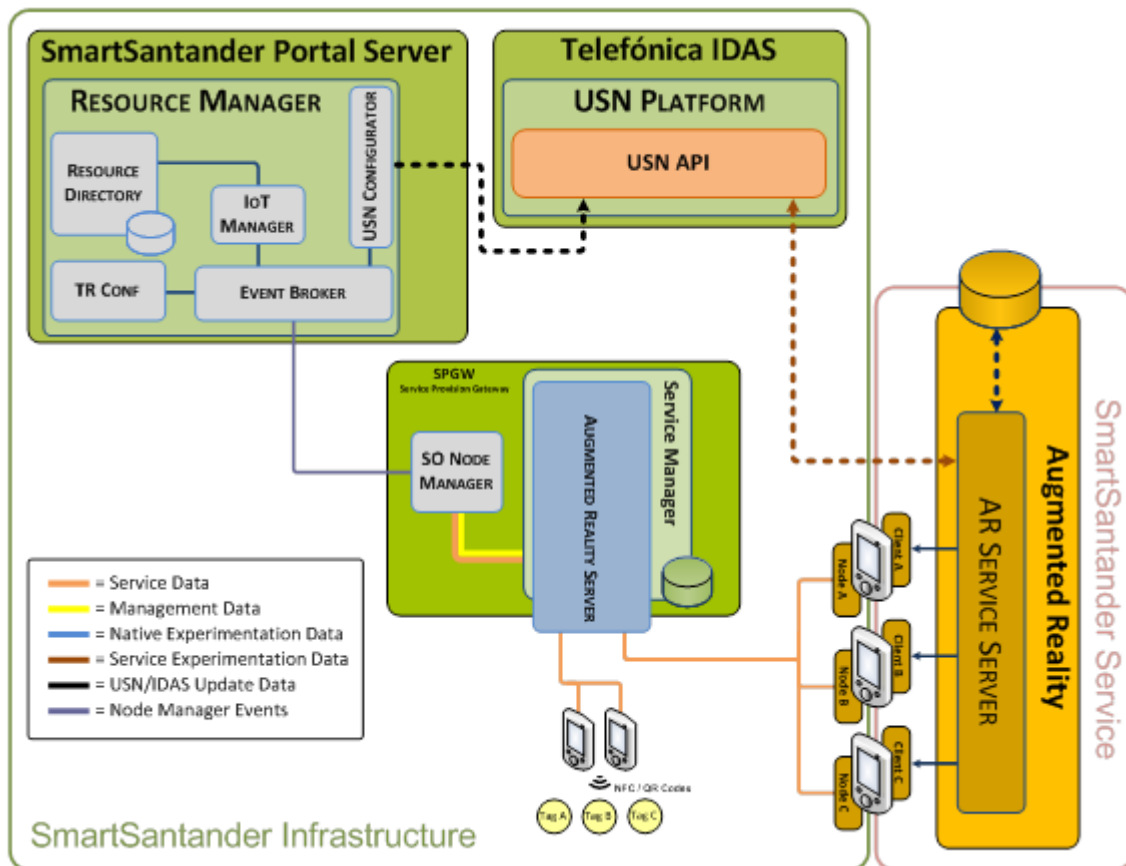 SmartSantander Portal Server
RESOURCE MANAGER
RESOURCE
DIRECTORY
IOT
MANAGER
USN CONFIGURATOR
TR CONF
EVENT BROKER
Telefónica IDAS
USN PLATFORM
USN API
SPGW
Service Provision Gateway
SO NODE
MANAGER
AUGMENTED REALITY SERVER
Service Manager
= Service Data
= Management Data
= Native Experimentation Data
= Service Experimentation Data
= USN/IDAS Update Data
= Node Manager Events
NFC / QR Codes
Tag A
Tag B
Tag C
SmartSantander Infrastructure
Client A
Node A
Client B
Node B
Client C
Node C
AR SERVICE SERVER
Augmented Reality
SmartSantander Service